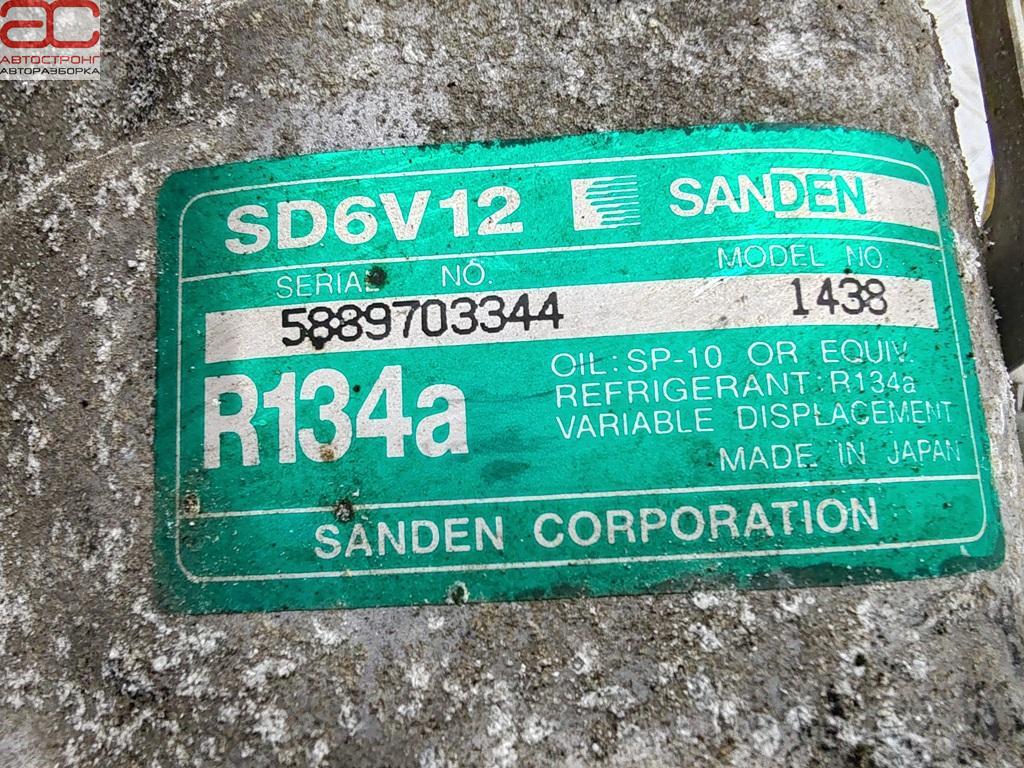 ac
АВТОСТРОНГ
АВТОРАЗБОРКА
SD6V12 SANDEN
SERIAL NO. MODEL NO.
5889703344 1438
R134a
OIL: SP-10 OR EQUIV.
REFRIGERANT: R134a
VARIABLE DISPLACEMENT
MADE IN JAPAN
SANDEN CORPORATION